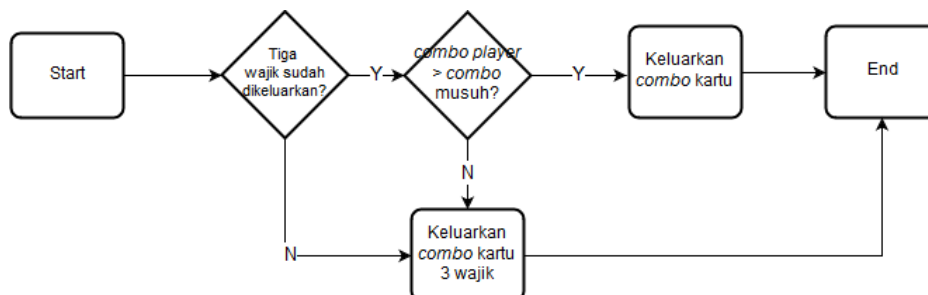 Start
Tiga
wajik sudah
dikeluarkan?
Y
combo player
> combo
musuh?
Y
Keluarkan
combo kartu
End
N
N
Keluarkan
combo kartu
3 wajik